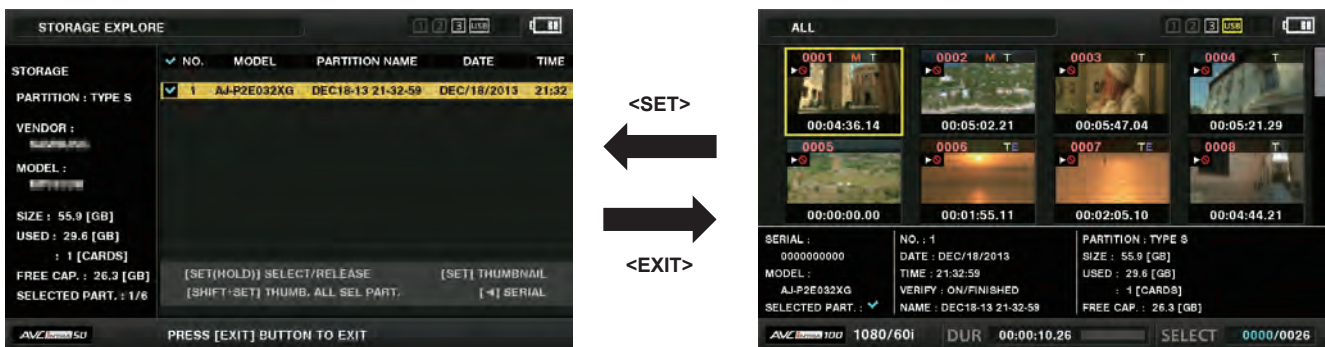 STORAGE EXPLORE
1 2 3 USB
STORAGE
PARTITION : TYPE S
VENDOR :
MODEL :
SIZE : 55.9 [GB]
USED : 29.6 [GB]
: 1 [CARDS]
FREE CAP. : 26.3 [GB]
SELECTED PART. : 1/6
NO. MODEL PARTITION NAME DATE TIME
1 AJ-P2E032XG DEC18-13 21-32-59 DEC/18/2013 21:32
[SET(HOLD)] SELECT/RELEASE [SET] THUMBNAIL
[SHIFT+SET] THUMB. ALL SEL PART. [◄] SERIAL
AVC 50 PRESS [EXIT] BUTTON TO EXIT
<SET>
<EXIT>
ALL
1 2 3 USB
0001 M T
00:04:36.14
0002 M T
00:05:02.21
0003 T
00:05:47.04
0004 T
00:05:21.29
0005
00:00:00.00
0006 TE
00:01:55.11
0007 TE
00:02:05.10
0008 T
00:04:44.21
SERIAL :
0000000000
MODEL :
AJ-P2E032XG
SELECTED PART. :
NO. : 1
DATE : DEC/18/2013
TIME : 21:32:59
VERIFY : ON/FINISHED
NAME : DEC18-13 21-32-59
PARTITION : TYPE S
SIZE : 55.9 [GB]
USED : 29.6 [GB]
: 1 [CARDS]
FREE CAP. : 26.3 [GB]
AVC 100 1080/60i DUR 00:00:10.26 SELECT 0000/0026